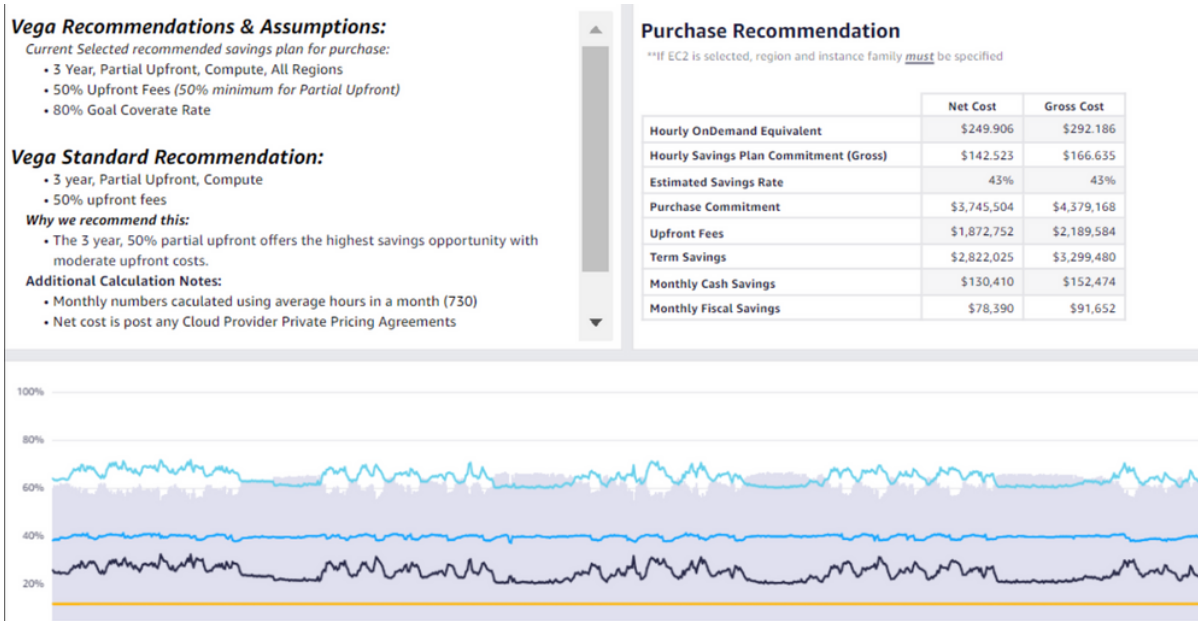 Vega Recommendations & Assumptions:
Current Selected recommended savings plan for purchase:
• 3 Year, Partial Upfront, Compute, All Regions
• 50% Upfront Fees (50% minimum for Partial Upfront)
• 80% Goal Coverate Rate
Vega Standard Recommendation:
• 3 year, Partial Upfront, Compute
• 50% upfront fees
Why we recommend this:
• The 3 year, 50% partial upfront offers the highest savings opportunity with
moderate upfront costs.
Additional Calculation Notes:
• Monthly numbers caculated using average hours in a month (730)
• Net cost is post any Cloud Provider Private Pricing Agreements
Purchase Recommendation
**If EC2 is selected, region and instance family must be specified
Net Cost Gross Cost
Hourly OnDemand Equivalent $249.906 $292.186
Hourly Savings Plan Commitment (Gross) $142.523 $166.635
Estimated Savings Rate 43% 43%
Purchase Commitment $3,745,504 $4,379,168
Upfront Fees $1,872,752 $2,189,584
Term Savings $2,822,025 $3,299,480
Monthly Cash Savings $130,410 $152,474
Monthly Fiscal Savings $78,390 $91,652
100%
80%
60%
40%
20%